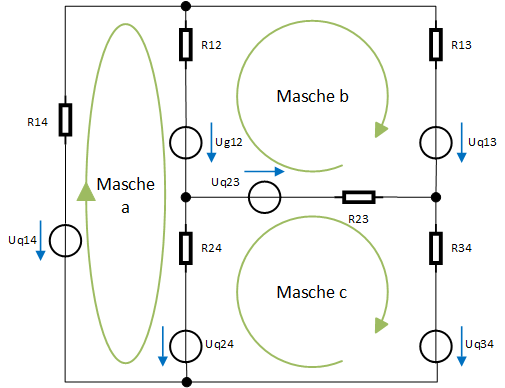 R12
R13
R14
Masche b
Ug12
Uq13
Masche
a
Uq23
R23
Uq14
R24
R34
Masche c
Uq24
Uq34